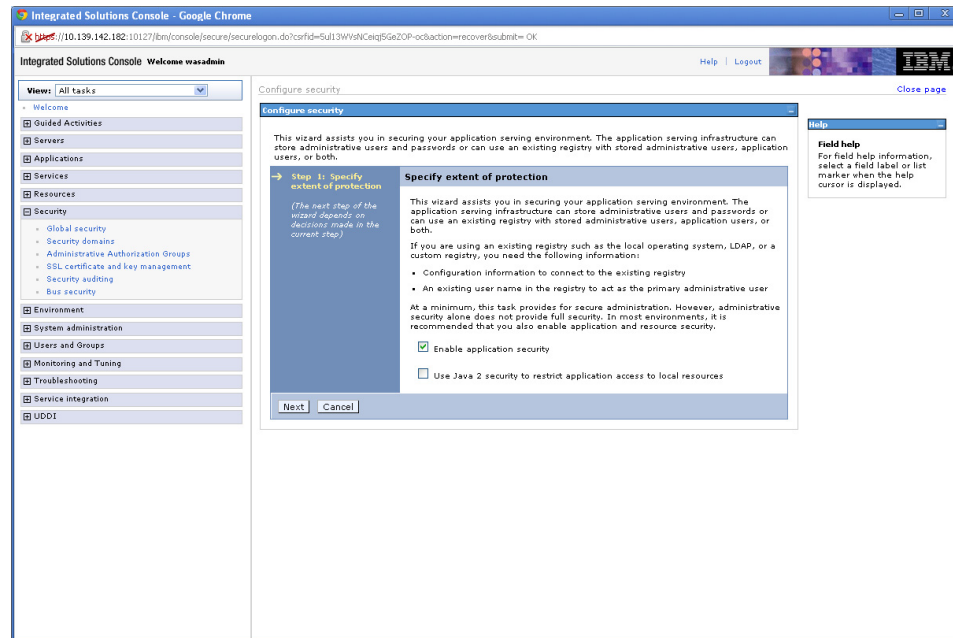 Integrated Solutions Console - Google Chrome
https://10.139.142.182:10127/ibm/console/secure/securelogon.do?csrfid=5ul13WVsNCeiqjSGeZOP-oc&action=recover&submit= OK
Integrated Solutions Console Welcome wasadmin
Help | Logout
IBM
View: All tasks
Welcome
Guided Activities
Servers
Applications
Services
Resources
Security
Global security
Security domains
Administrative Authorization Groups
SSL certificate and key management
Security auditing
Bus security
Environment
System administration
Users and Groups
Monitoring and Tuning
Troubleshooting
Service integration
UDDI
Configure security
Close page
Configure security
This wizard assists you in securing your application serving environment. The application serving infrastructure can
store administrative users and passwords or can use an existing registry with stored administrative users, application
users, or both.
Step 1: Specify
extent of protection
(The next step of the
wizard depends on
decisions made in the
current step)
Specify extent of protection
This wizard assists you in securing your application serving environment. The
application serving infrastructure can store administrative users and passwords or
can use an existing registry with stored administrative users, application users, or
both.
If you are using an existing registry such as the local operating system, LDAP, or a
custom registry, you need the following information:
• Configuration information to connect to the existing registry
• An existing user name in the registry to act as the primary administrative user
At a minimum, this task provides for secure administration. However, administrative
security alone does not provide full security. In most environments, it is
recommended that you also enable application and resource security.
Enable application security
Use Java 2 security to restrict application access to local resources
Next Cancel
Help
Field help
For field help information,
select a field label or list
marker when the help
cursor is displayed.